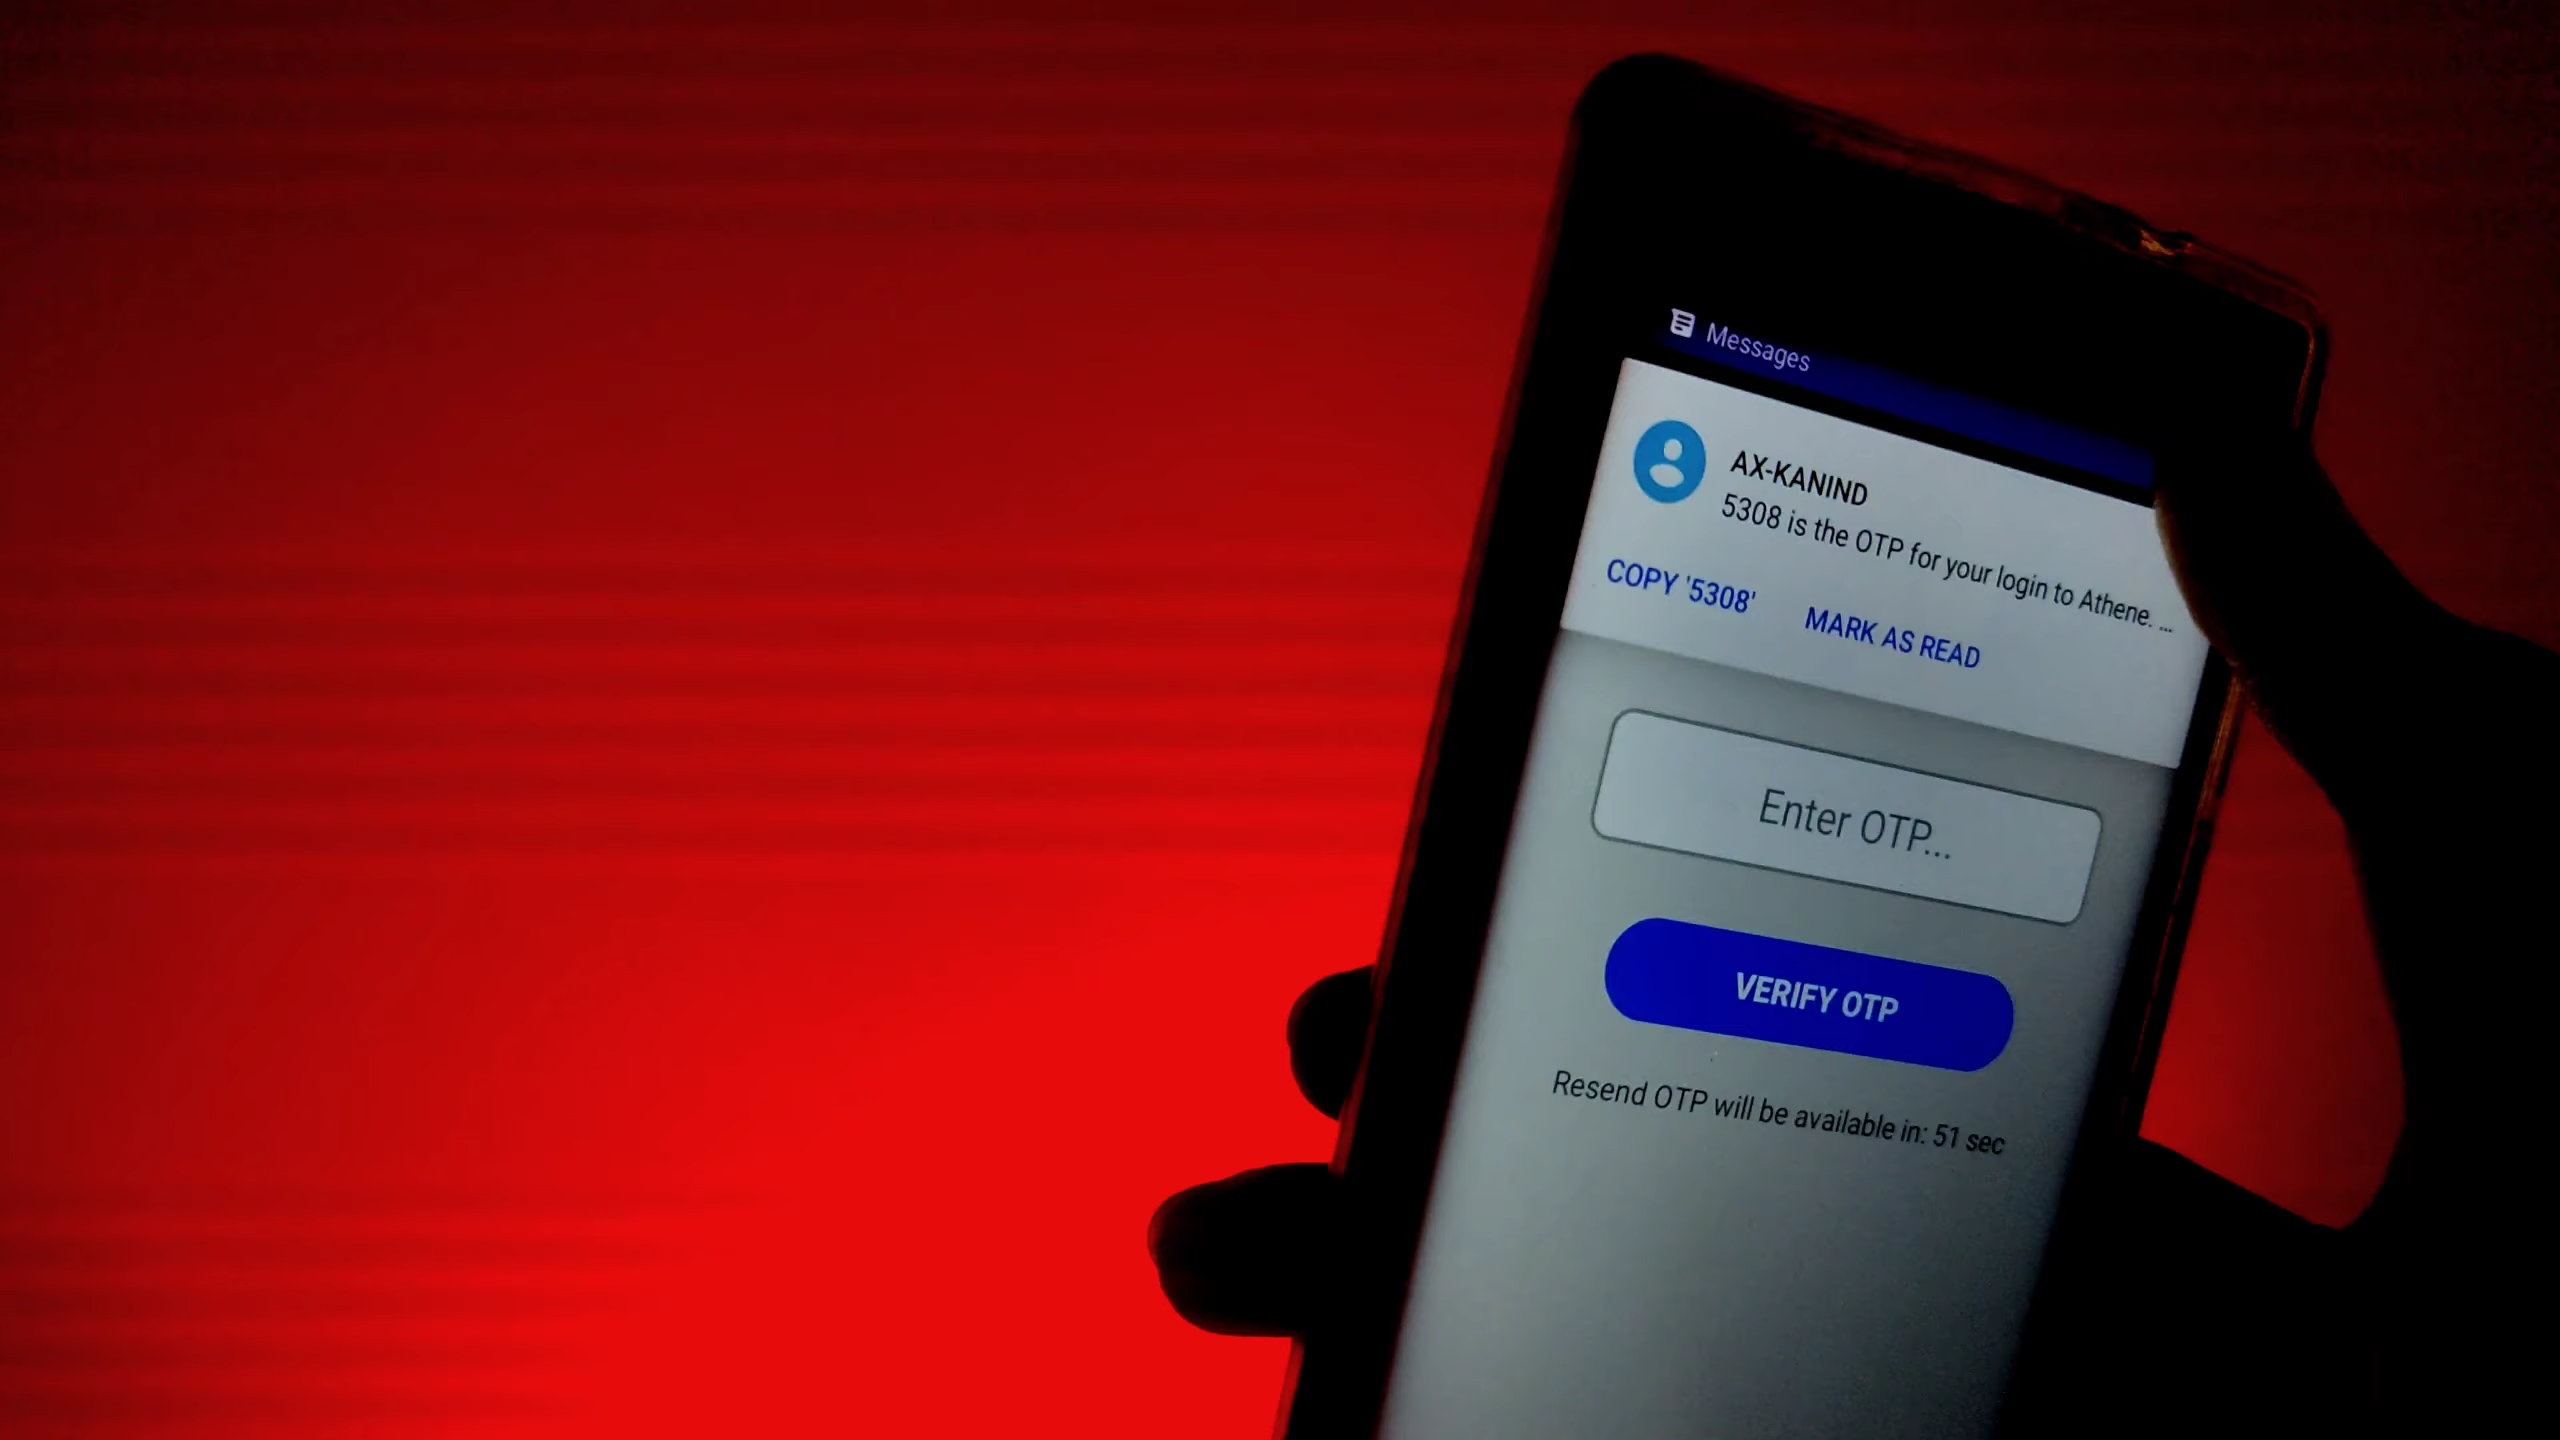 Messages
AX-KANIND
5308 is the OTP for your login to Athene. ...
COPY '5308' MARK AS READ
Enter OTP...
VERIFY OTP
Resend OTP will be available in: 51 sec